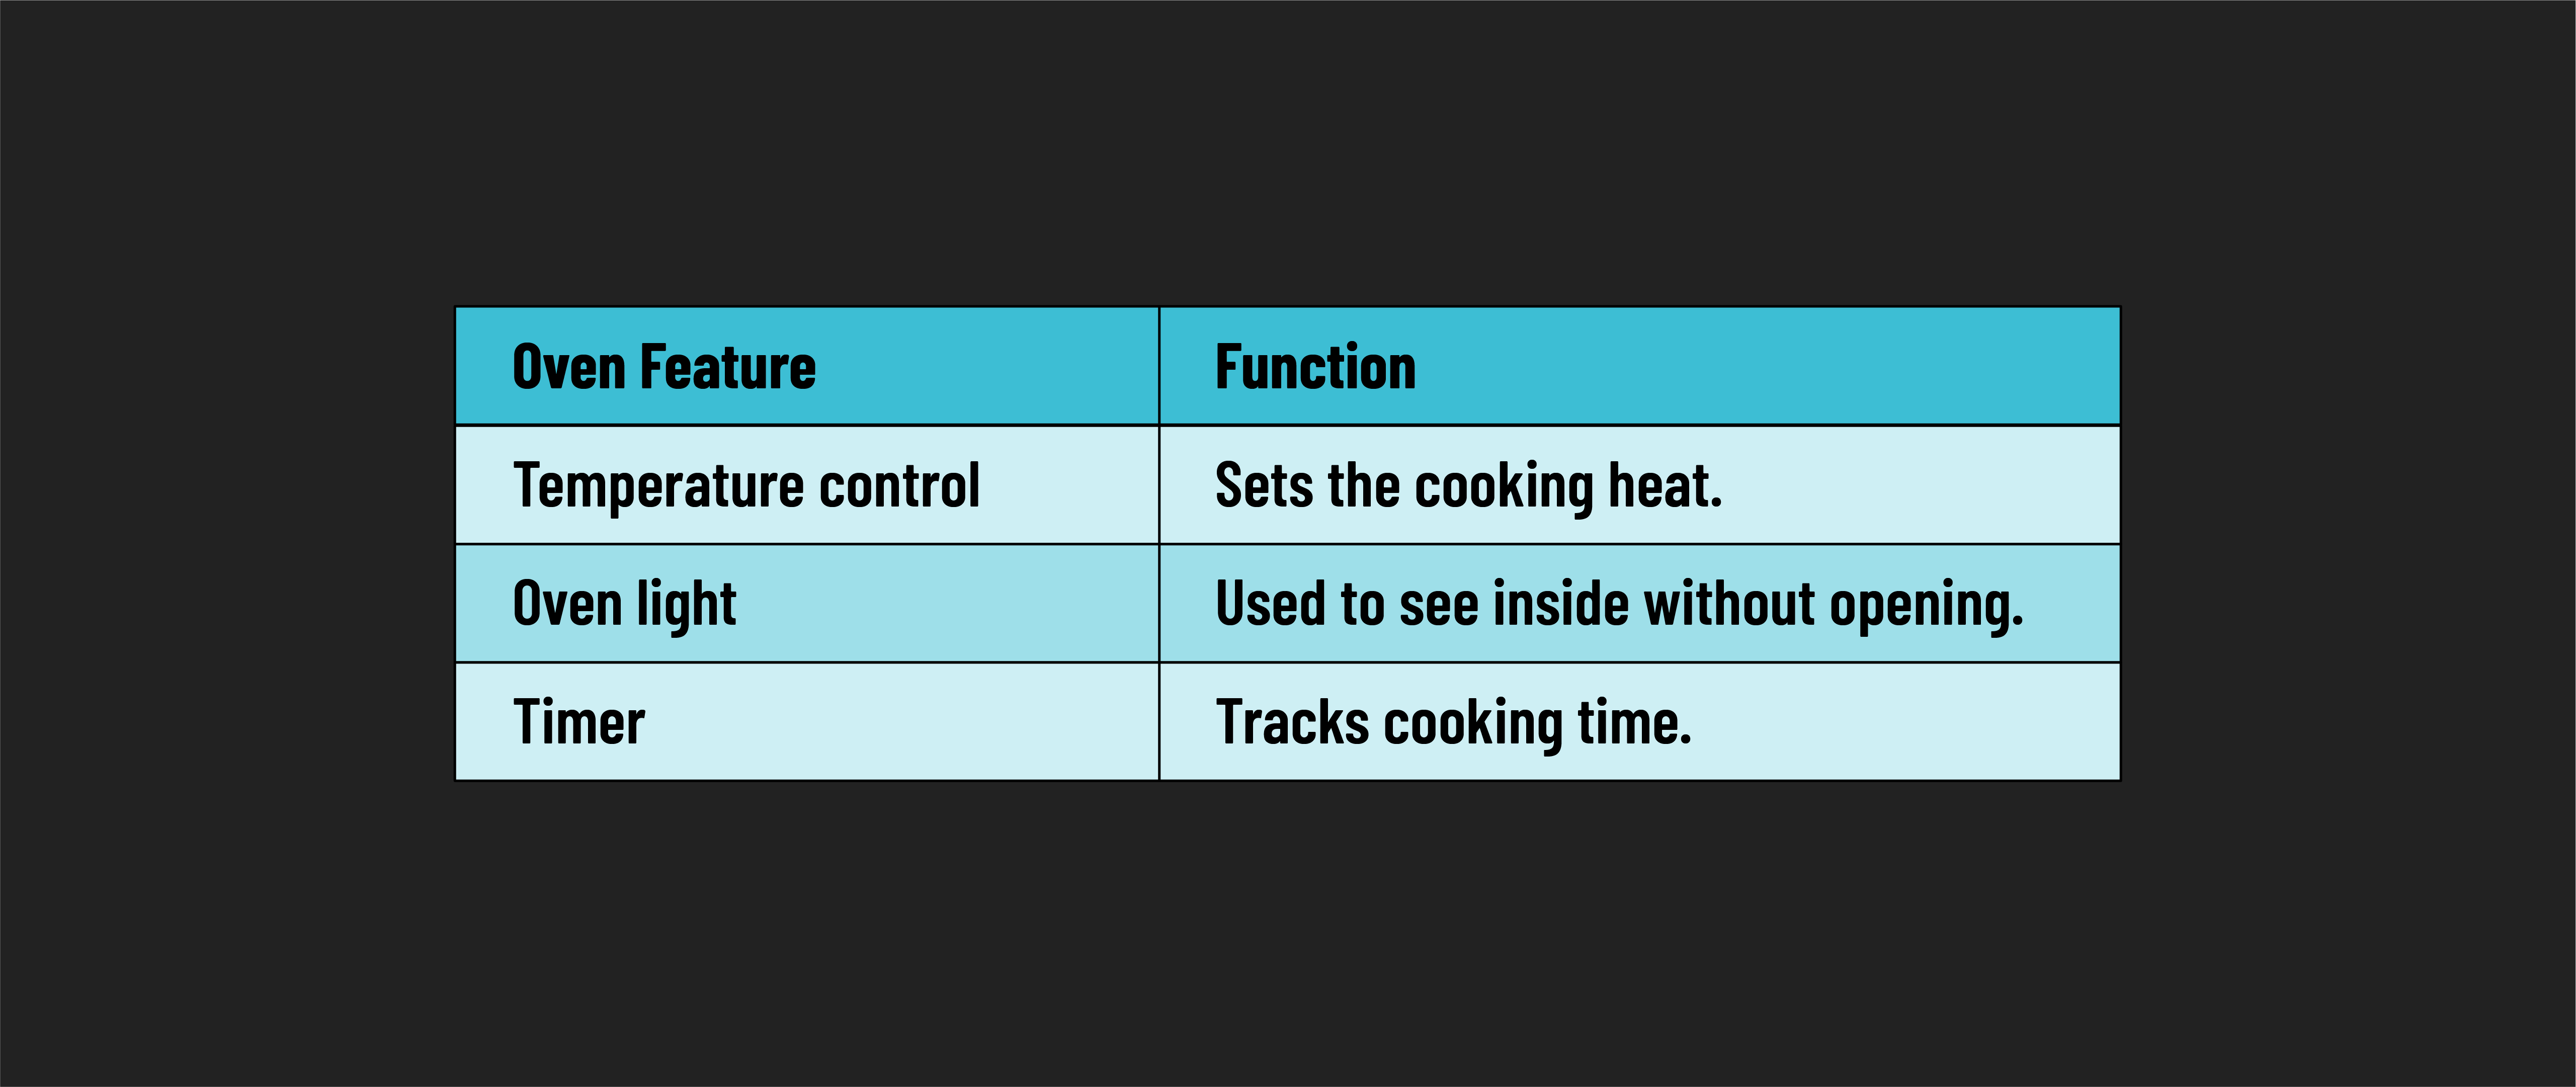 Oven Feature
Function
Temperature control
Sets the cooking heat.
Oven light
Used to see inside without opening.
Timer
Tracks cooking time.